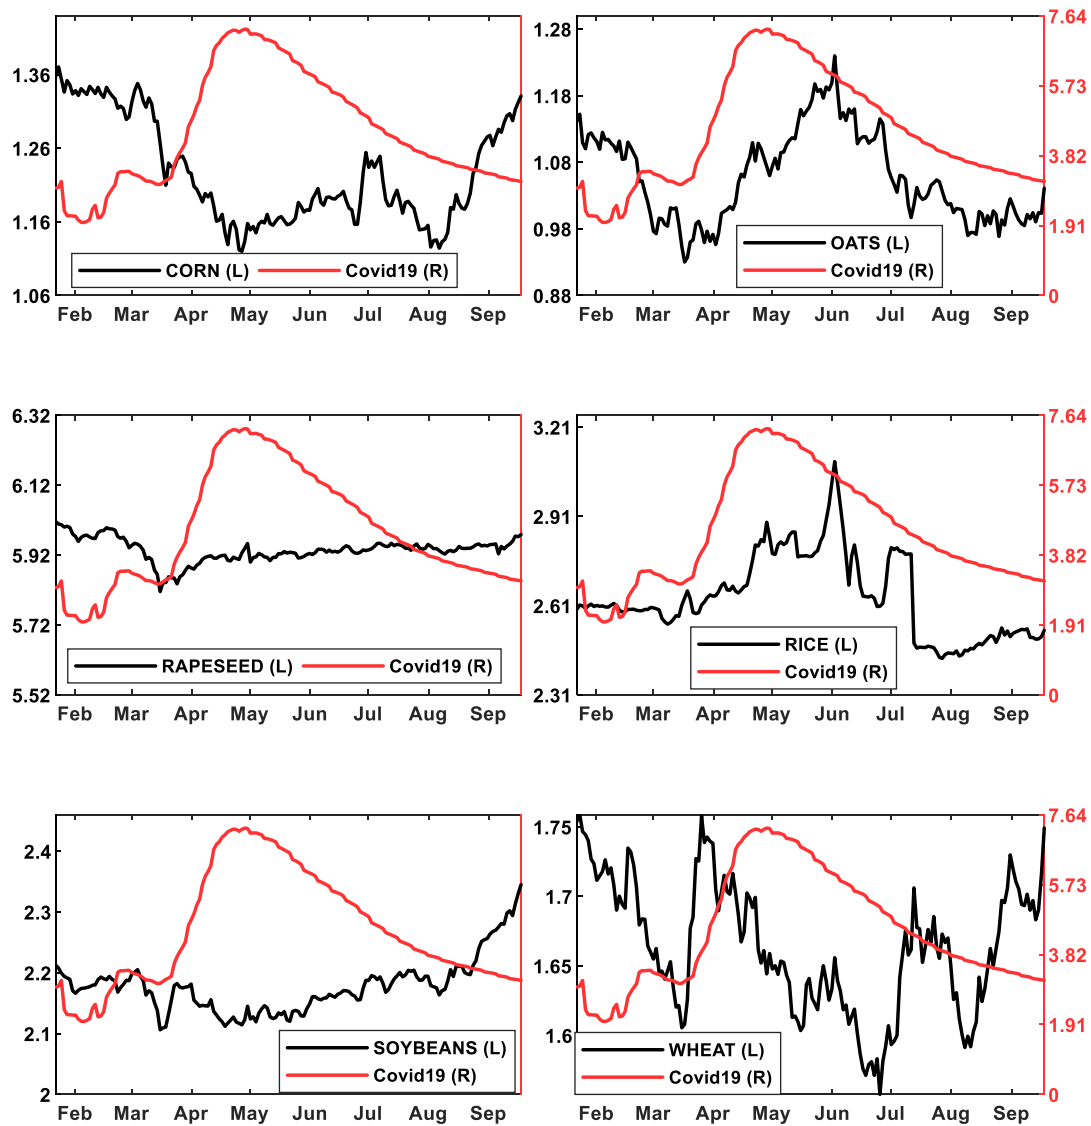 1.36
1.26
1.16
1.06
CORN (L) Covid19 (R)
Feb Mar Apr May Jun Jul Aug Sep
1.28
1.18
1.08
0.98
0.88
7.64
5.73
3.82
1.91
0
OATS (L)
Covid19 (R)
Feb Mar Apr May Jun Jul Aug Sep
6.32
6.12
5.92
5.72
5.52
RAPESEED (L) Covid19 (R)
Feb Mar Apr May Jun Jul Aug Sep
3.21
2.91
2.61
2.31
7.64
5.73
3.82
1.91
0
RICE (L)
Covid19 (R)
Feb Mar Apr May Jun Jul Aug Sep
2.4
2.3
2.2
2.1
2
SOYBEANS (L)
Covid19 (R)
Feb Mar Apr May Jun Jul Aug Sep
1.75
1.7
1.65
1.6
7.64
5.73
3.82
1.91
0
WHEAT (L)
Covid19 (R)
Feb Mar Apr May Jun Jul Aug Sep